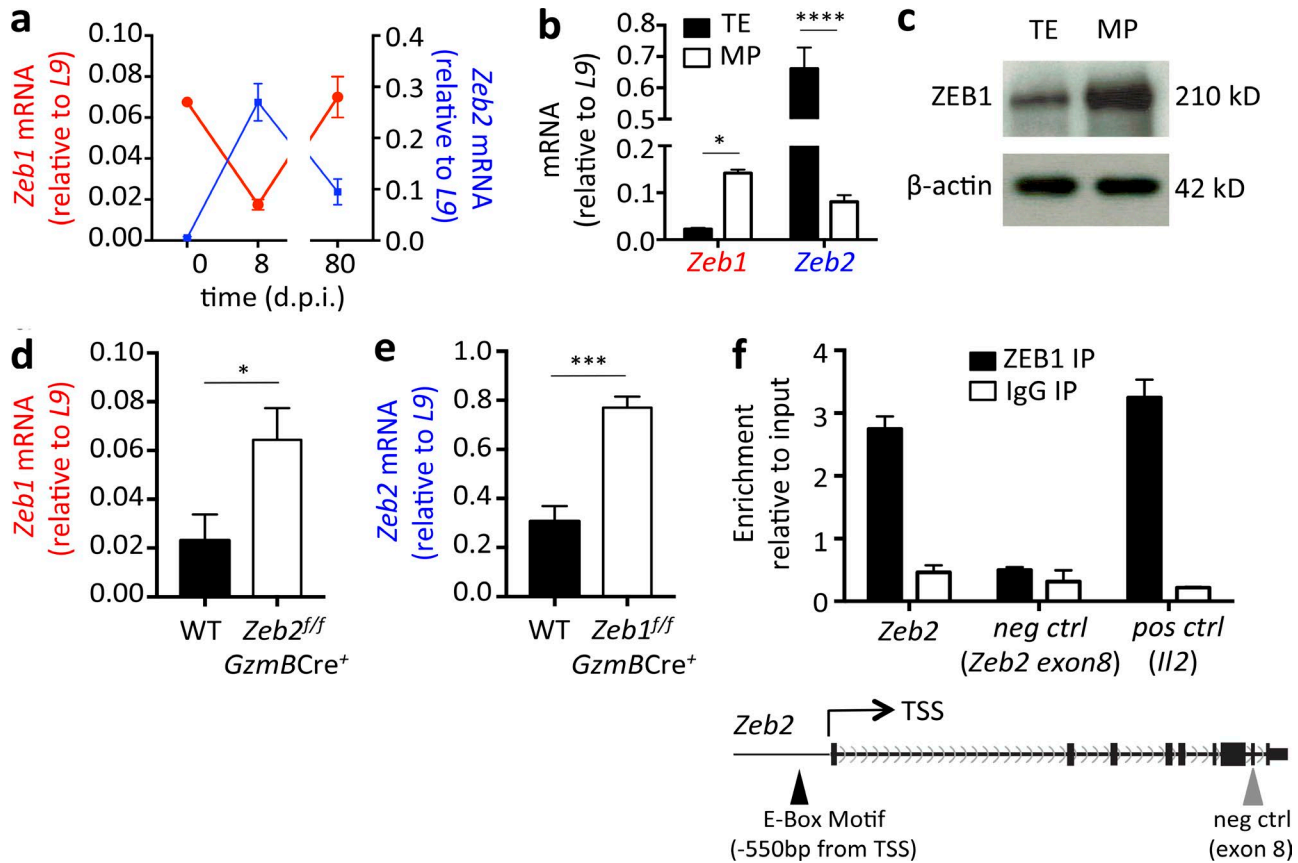 a
Zeb1 mRNA
(relative to L9)
0.10
0.08
0.06
0.04
0.02
0.00
0.4
0.3
0.2
0.1
0.0
Zeb2 mRNA
(relative to L9)
0 8 80
time (d.p.i.)
b
mRNA
(relative to L9)
0.8
0.7
0.6
0.5
0.2
0.1
0.0
TE
MP
*
****
Zeb1 Zeb2
c
TE MP
ZEB1 210 kD
β-actin 42 kD
d
Zeb1 mRNA
(relative to L9)
0.10
0.08
0.06
0.04
0.02
0.00
*
WT Zeb2f/f
GzmBCre+
e
Zeb2 mRNA
(relative to L9)
1.0
0.8
0.6
0.4
0.2
0.0
***
WT Zeb1f/f
GzmBCre+
f
Enrichment
relative to input
4
3
2
1
0
ZEB1 IP
IgG IP
Zeb2 neg ctrl pos ctrl
(Zeb2 exon8) (Il2)
Zeb2 TSS
E-Box Motif
(-550bp from TSS)
neg ctrl
(exon 8)